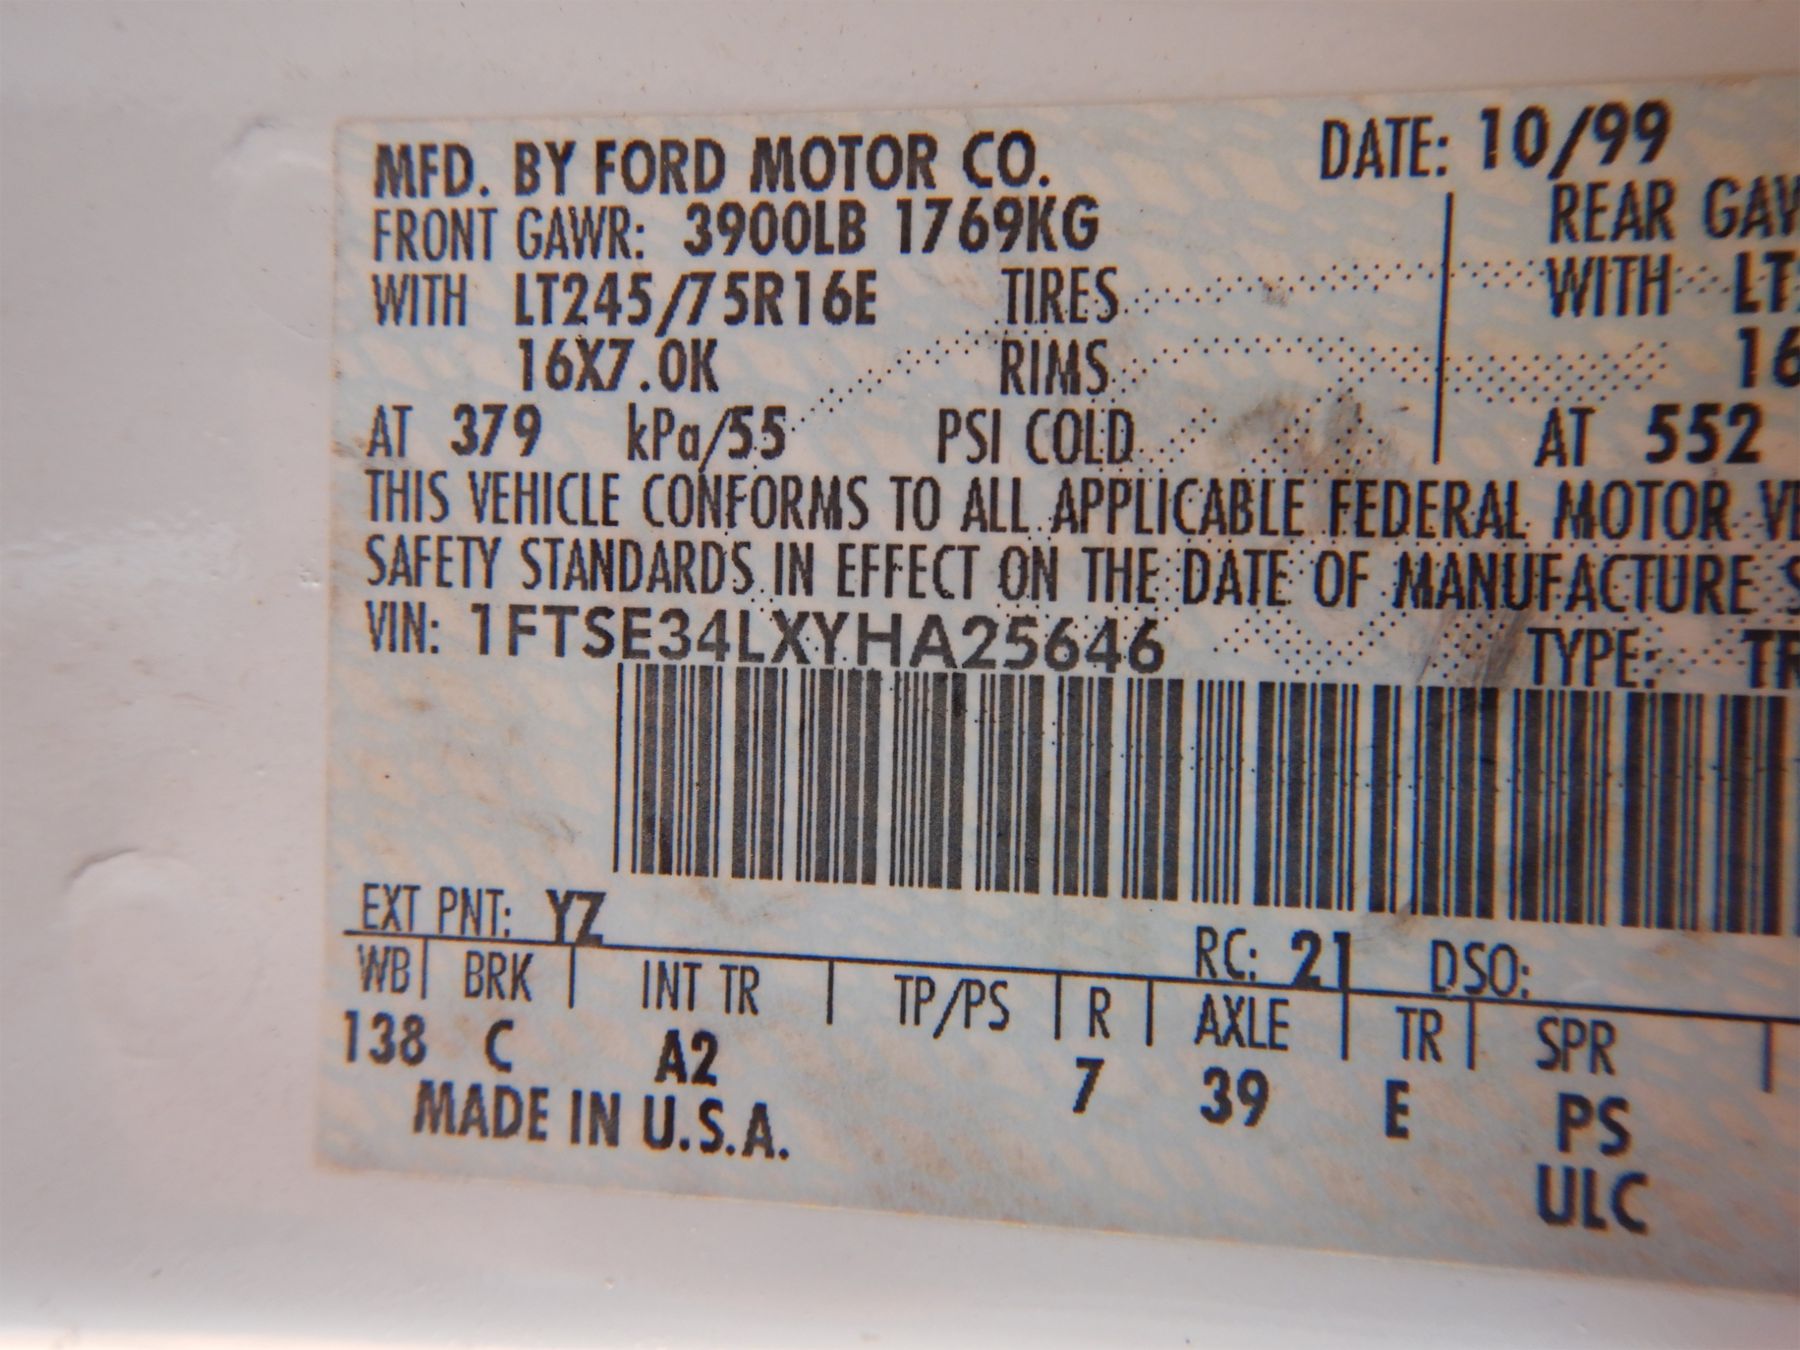 MFD. BY FORD MOTOR CO. DATE: 10/99
FRONT GAWR: 3900LB 1769KG REAR
WITH LT245/75R16E TIRES WITH
16X7.0K RIMS
AT 379 kPa/55 PSI COLD AT 552
THIS VEHICLE CONFORMS TO ALL APPLICABLE FEDERAL MOTOR
SAFETY STANDARDS IN EFFECT ON THE DATE OF MANUFACTURE
VIN: 1FTSE34LXYHA25646 TYPE:
EXT PNT: YZ RC: 21 DSO:
WB BRK INT TR TP/PS R AXLE TR SPR
138 C A2 7 39 E PS
MADE IN U.S.A. ULC